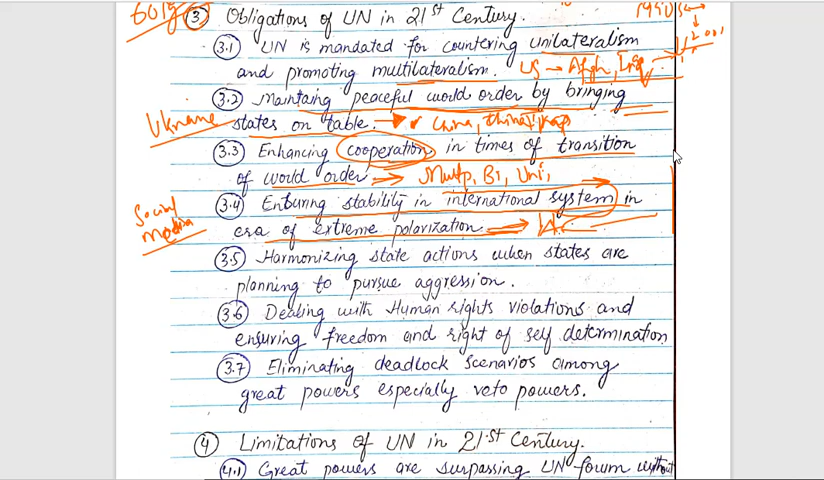 ③ Obligations of UN in 21st Century.
3.1 UN is mandated for countering unilateralism
and promoting multilateralism. US → Afgh, Iraq
3.2 Maintaing peaceful world order by bringing
states on table. China,
Ukraine
3.3 Enhancing cooperation in times of transition
of world order → Multp, Bi, Uni,
3.4 Enburing stability in international system in
era of extreme polarization →
Social
media
3.5 Harmonizing state actions when states are
planning to pursue aggression.
3.6 Dealing with Human rights violations and
ensuring freedom and right of self determination
3.7 Eliminating deadlock scenarios among
great powers especially veto powers.
④ Limitations of UN in 21st Century.
4.1 Great powers are surpassing UN forum without